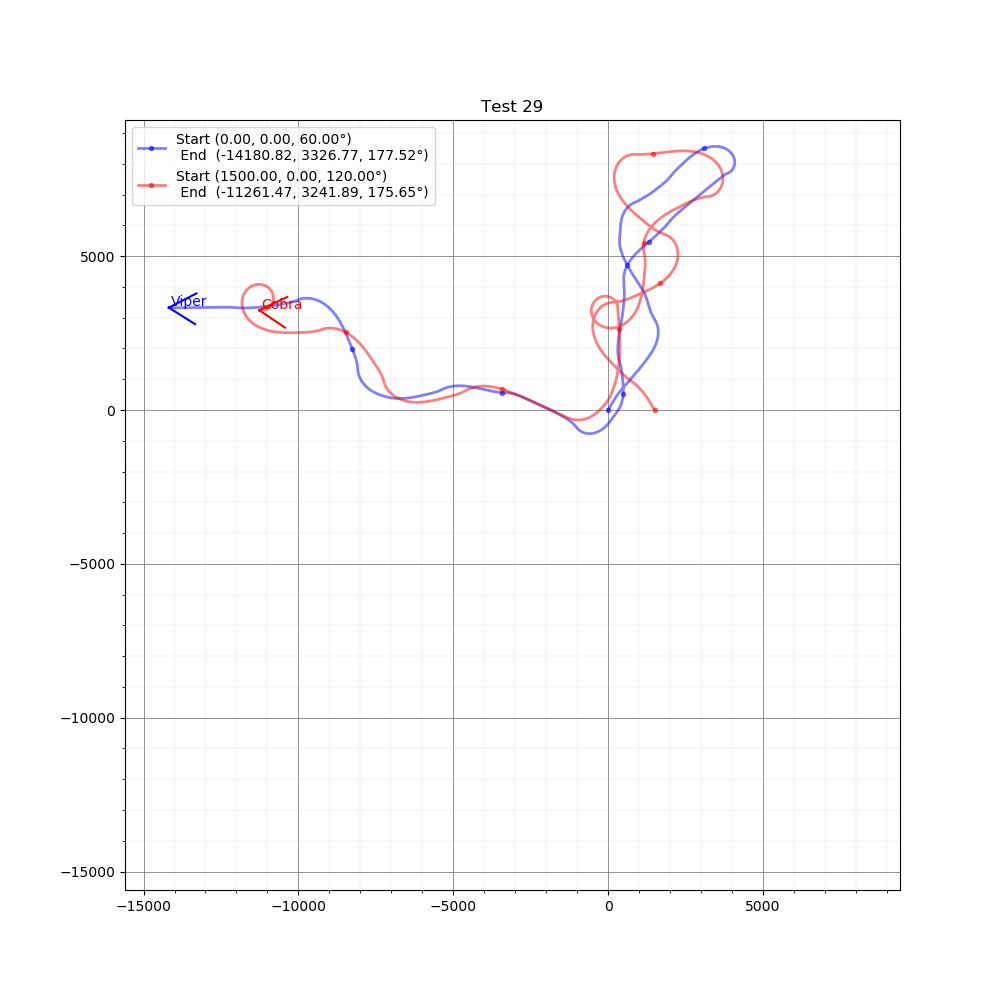 Test 29
Start (0.00, 0.00, 60.00°)
End (-14180.82, 3326.77, 177.52°)
Start (1500.00, 0.00, 120.00°)
End (-11261.47, 3241.89, 175.65°)
Viper
Cobra
5000
0
−5000
−10000
−15000
−15000
−10000
−5000
0
5000